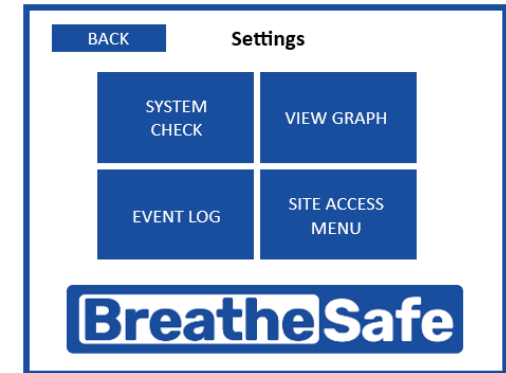 BACK
Settings
SYSTEM
CHECK
VIEW GRAPH
EVENT LOG
SITE ACCESS
MENU
BreatheSafe